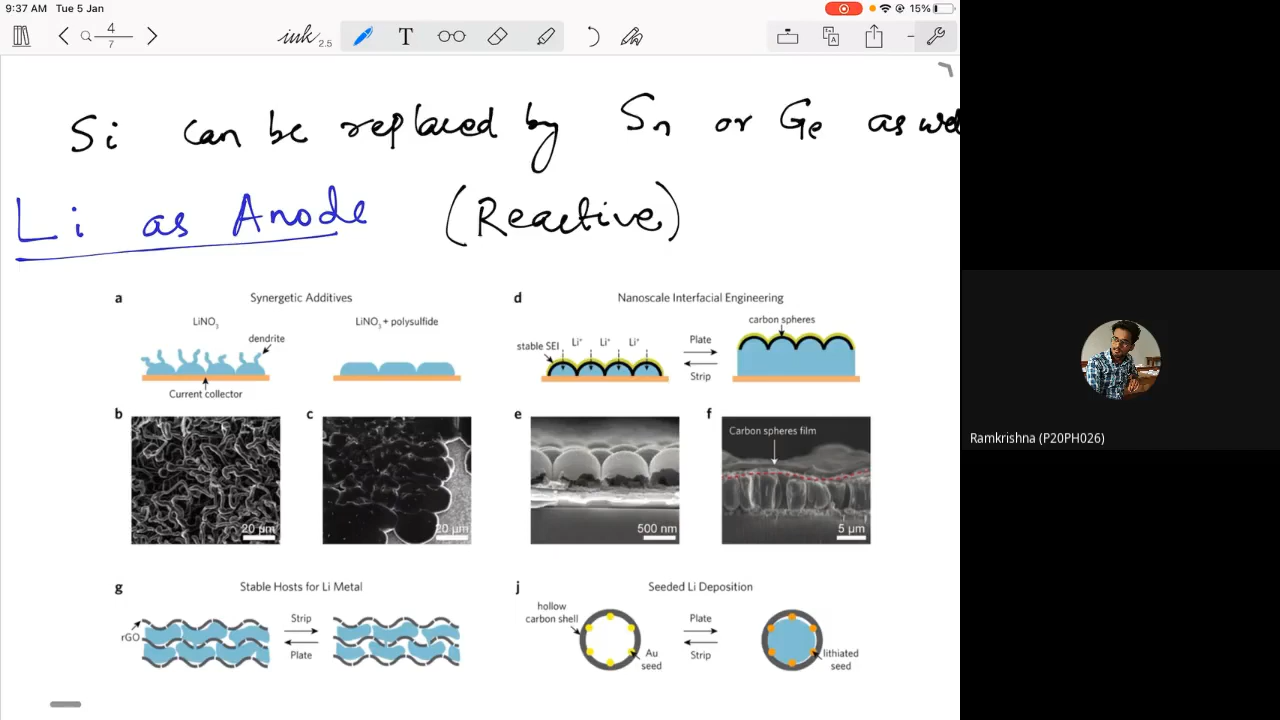 9:37 AM Tue 5 Jan
15%
4
7
ink 2.5
T
Si can be replaced by Sn or Ge as wel
Li as Anode (Reactive)
a Synergetic Additives
LiNO3
LiNO3 + polysulfide
dendrite
Current collector
d Nanoscale Interfacial Engineering
carbon spheres
stable SEI
Li+ Li+ Li+
Plate
Strip
b
20 μm
c
20 μm
e
500 nm
f
Carbon spheres film
5 μm
g Stable Hosts for Li Metal
rGO
Strip
Plate
j Seeded Li Deposition
hollow
carbon shell
Au
seed
Plate
Strip
lithiated
seed
Ramkrishna (P20PH026)